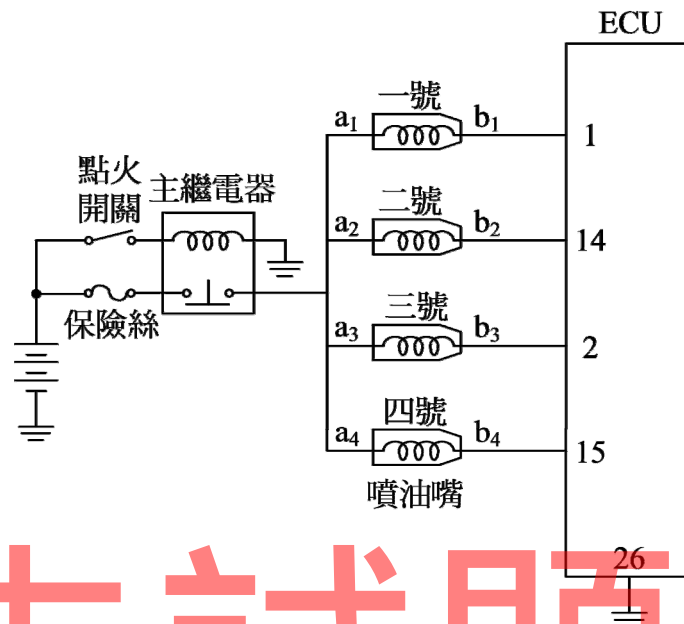 ECU
一號
a₁ b₁ 1
點火
開關
主繼電器
二號
a₂ b₂ 14
保險絲
三號
a₃ b₃ 2
四號
a₄ b₄ 15
噴油嘴
26